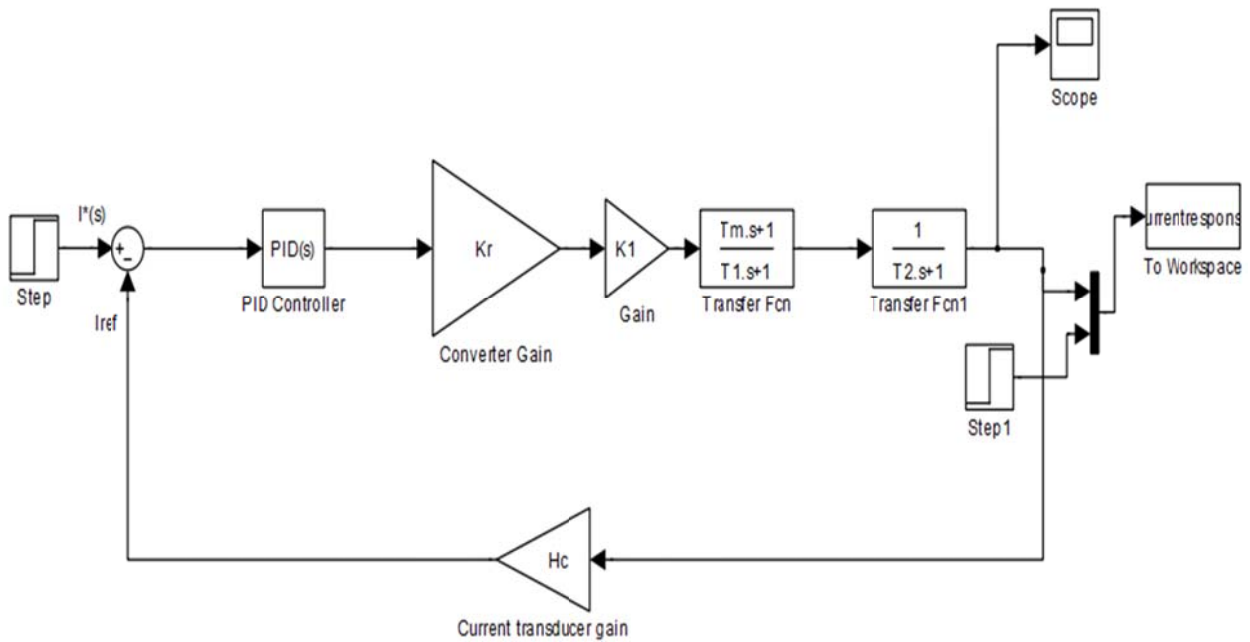 Scope
I*(s)
+
−
Step
Iref
PID(s)
PID Controller
Kr
Converter Gain
K1
Gain
Tm.s+1
T1.s+1
Transfer Fcn
1
T2.s+1
Transfer Fcn1
urrentrespons
To Workspace
Step1
Hc
Current transducer gain